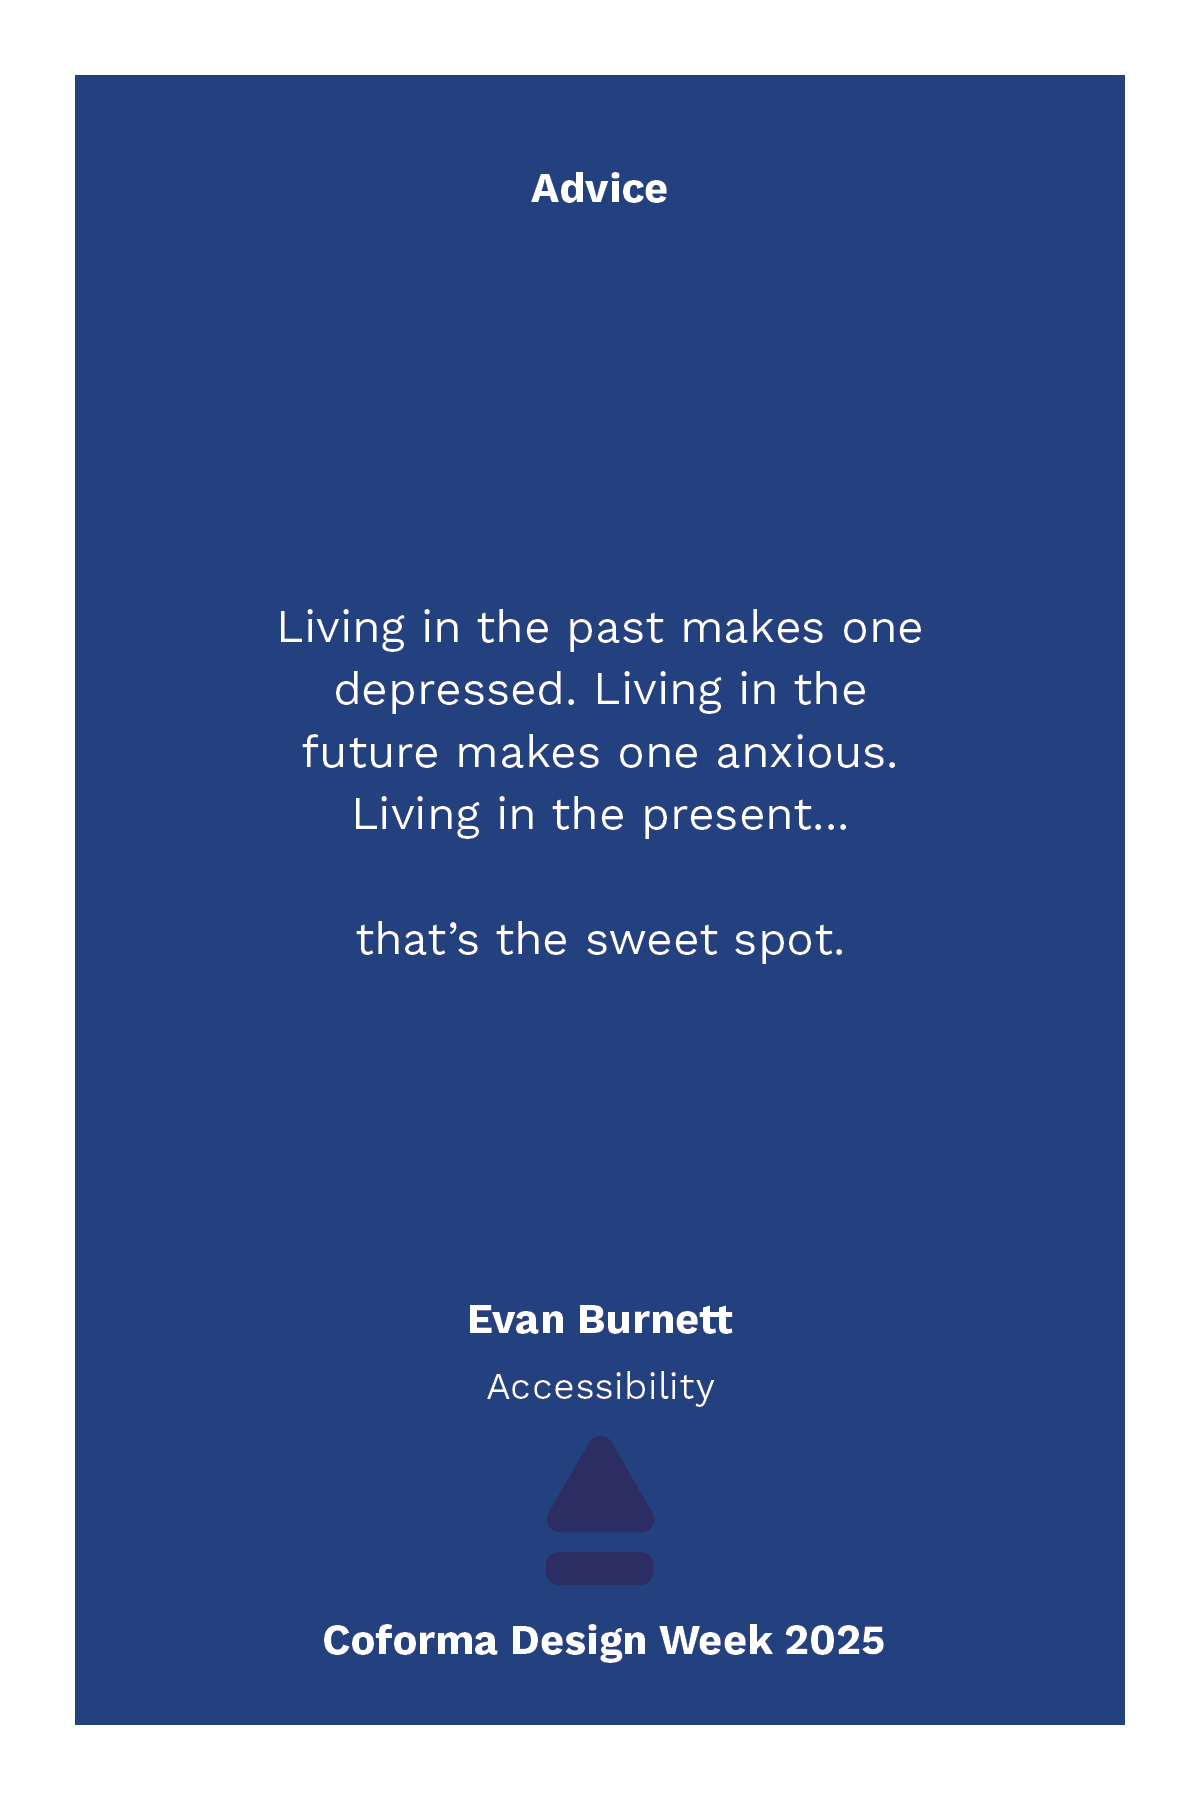 Advice
Living in the past makes one
depressed. Living in the
future makes one anxious.
Living in the present...
that’s the sweet spot.
Evan Burnett
Accessibility
Coforma Design Week 2025